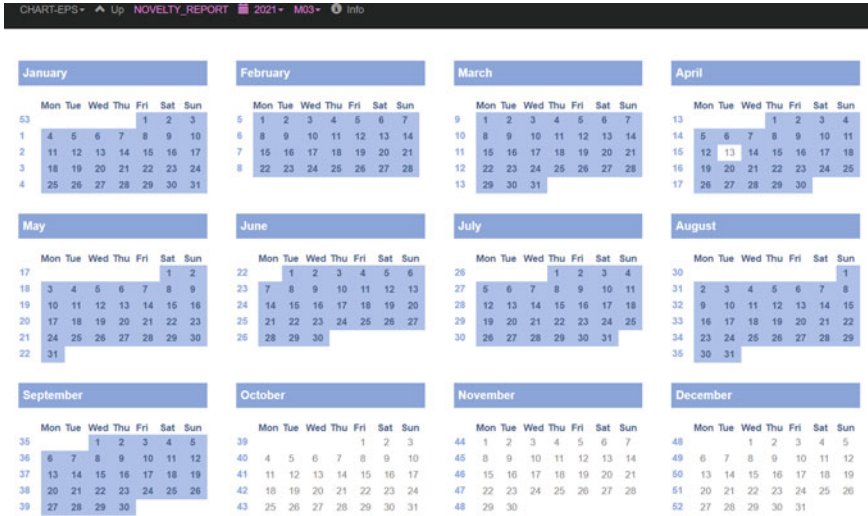 CHART-EPS Up NOVELTY_REPORT 2021 M03 Info
January February March April
Mon Tue Wed Thu Fri Sat Sun Mon Tue Wed Thu Fri Sat Sun Mon Tue Wed Thu Fri Sat Sun Mon Tue Wed Thu Fri Sat Sun
53 1 2 3 5 1 2 3 4 5 6 7 9 1 2 3 4 5 6 7 13 1 2 3 4
1 4 5 6 7 8 9 10 6 8 9 10 11 12 13 14 10 8 9 10 11 12 13 14 14 5 6 7 8 9 10 11
2 11 12 13 14 15 16 17 7 15 16 17 18 19 20 21 11 15 16 17 18 19 20 21 15 12 13 14 15 16 17 18
3 18 19 20 21 22 23 24 8 22 23 24 25 26 27 28 12 22 23 24 25 26 27 28 16 19 20 21 22 23 24 25
4 25 26 27 28 29 30 31 13 29 30 31 17 26 27 28 29 30
May June July August
Mon Tue Wed Thu Fri Sat Sun Mon Tue Wed Thu Fri Sat Sun Mon Tue Wed Thu Fri Sat Sun Mon Tue Wed Thu Fri Sat Sun
17 1 2 22 1 2 3 4 5 6 26 1 2 3 4 30 1
18 3 4 5 6 7 8 9 23 7 8 9 10 11 12 13 27 5 6 7 8 9 10 11 31 2 3 4 5 6 7 8
19 10 11 12 13 14 15 16 24 14 15 16 17 18 19 20 28 12 13 14 15 16 17 18 32 9 10 11 12 13 14 15
20 17 18 19 20 21 22 23 25 21 22 23 24 25 26 27 29 19 20 21 22 23 24 25 33 16 17 18 19 20 21 22
21 24 25 26 27 28 29 30 26 28 29 30 30 26 27 28 29 30 31 34 23 24 25 26 27 28 29
22 31 35 30 31
September October November December
Mon Tue Wed Thu Fri Sat Sun Mon Tue Wed Thu Fri Sat Sun Mon Tue Wed Thu Fri Sat Sun Mon Tue Wed Thu Fri Sat Sun
35 1 2 3 4 5 39 1 2 3 44 1 2 3 4 5 6 7 48 1 2 3 4 5
36 6 7 8 9 10 11 12 40 4 5 6 7 8 9 10 45 8 9 10 11 12 13 14 49 6 7 8 9 10 11 12
37 13 14 15 16 17 18 19 41 11 12 13 14 15 16 17 46 15 16 17 18 19 20 21 50 13 14 15 16 17 18 19
38 20 21 22 23 24 25 26 42 18 19 20 21 22 23 24 47 22 23 24 25 26 27 28 51 20 21 22 23 24 25 26
39 27 28 29 30 43 25 26 27 28 29 30 31 48 29 30 52 27 28 29 30 31